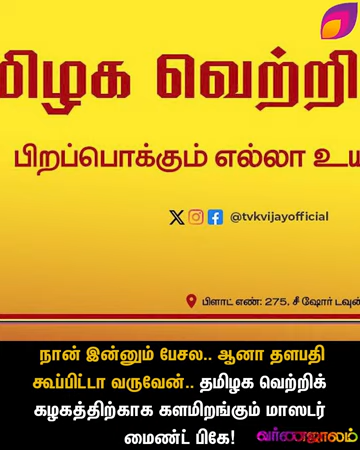 மிழக வெற்றி
பிறப்பொக்கும் எல்லா உய
@tvkvijayofficial
பிளாட் எண்: 275, சீ ஷோர் டவுன்
நான் இன்னும் பேசல.. ஆனா தளபதி
கூப்பிட்டா வருவேன்.. தமிழக வெற்றிக்
கழகத்திற்காக களமிறங்கும் மாஸ்டர்
மைண்ட் பிகே!
வர்ணஜாலம்